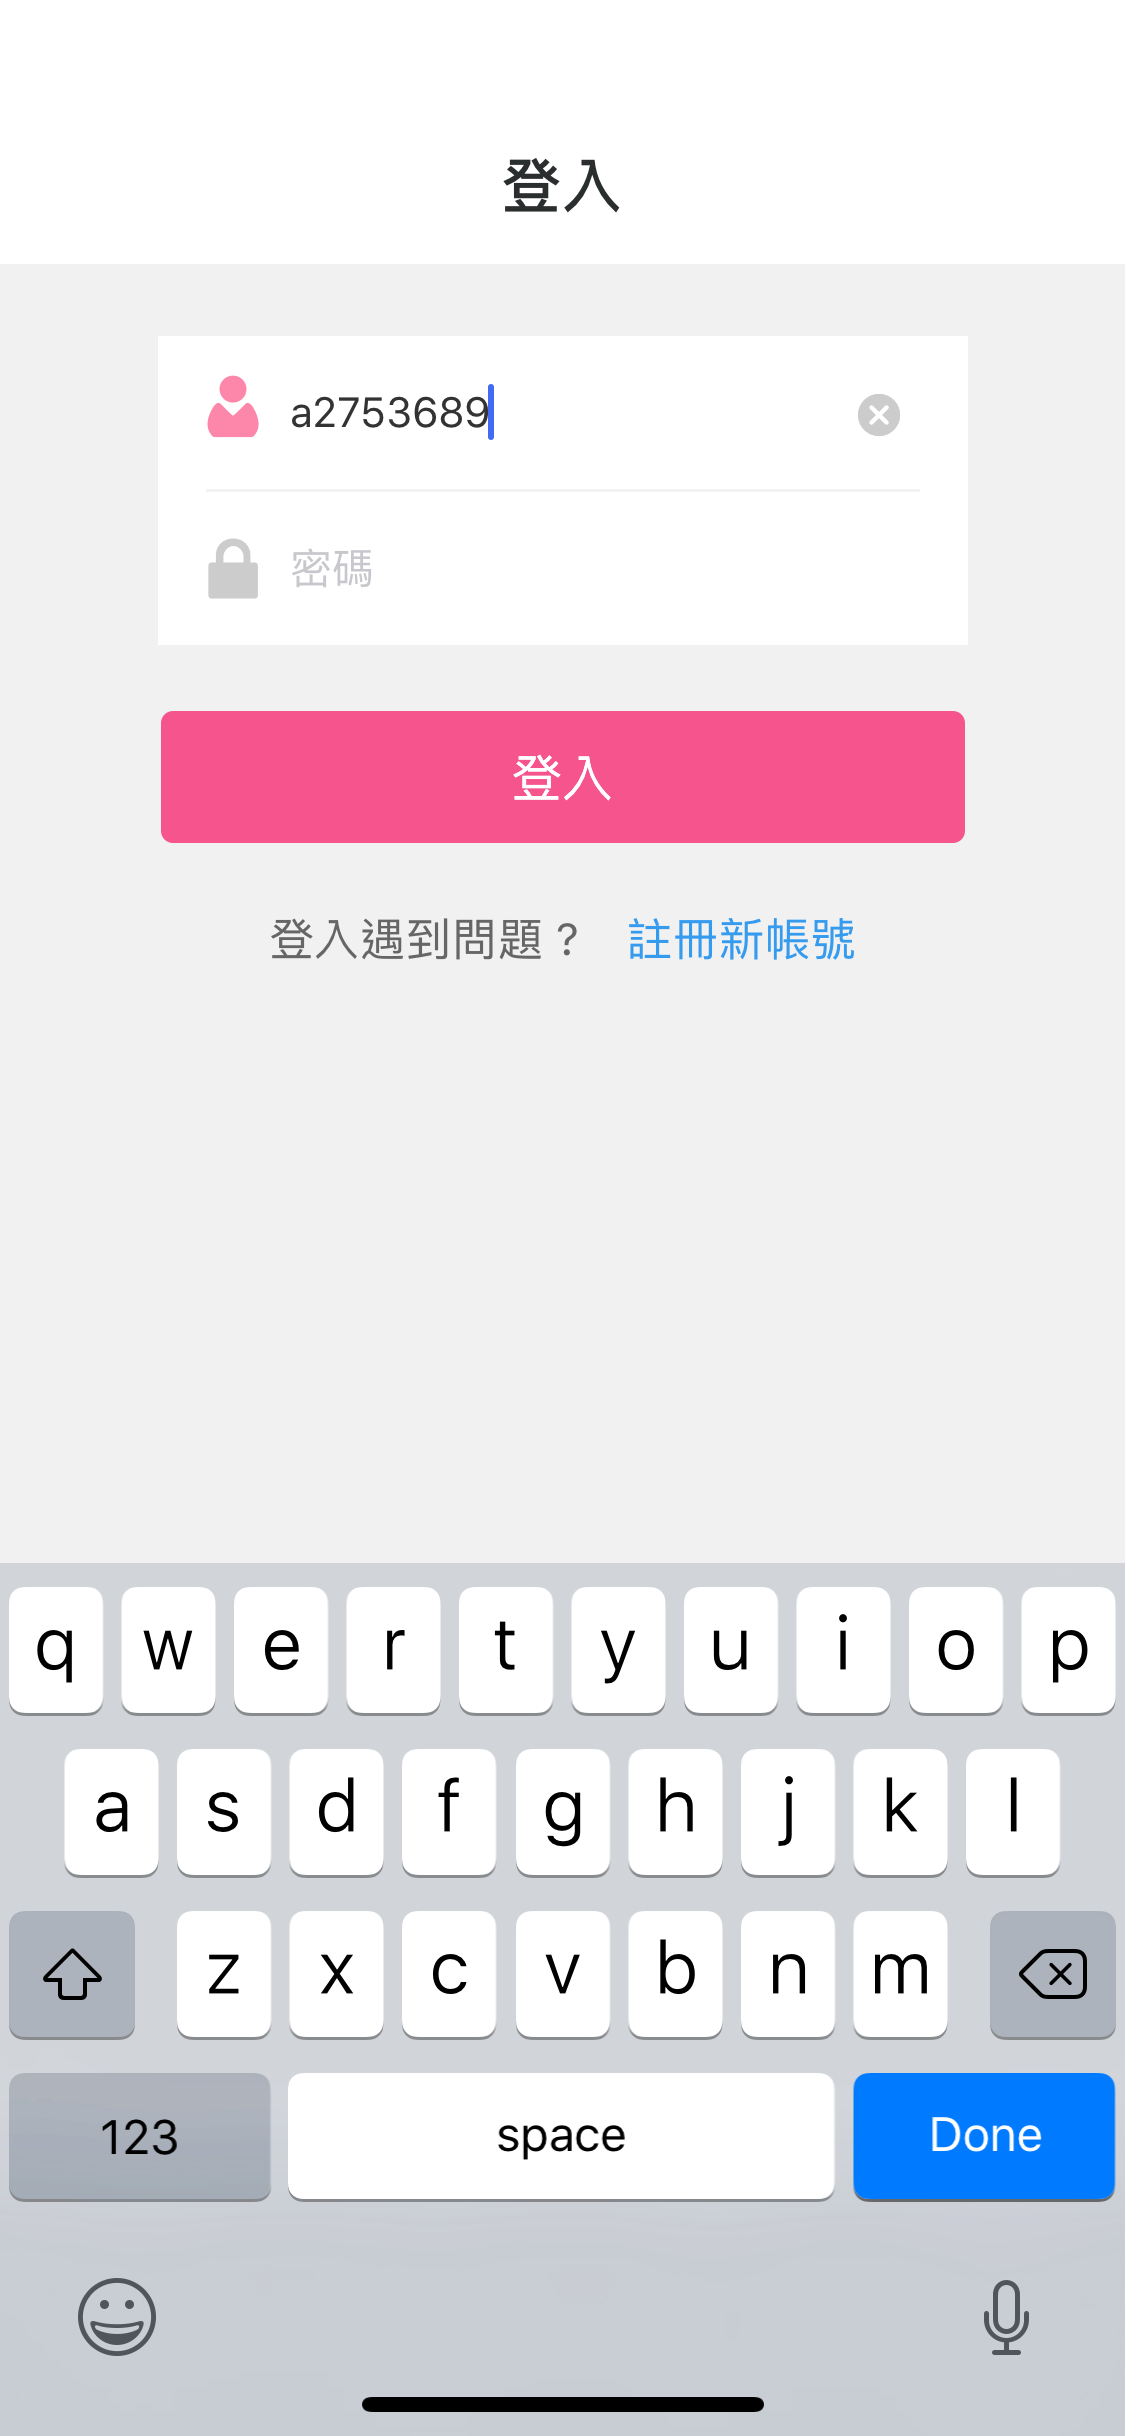 登入
a2753689
密碼
登入
登入遇到問題？ 註冊新帳號
q w e r t y u i o p
a s d f g h j k l
z x c v b n m
123 space Done